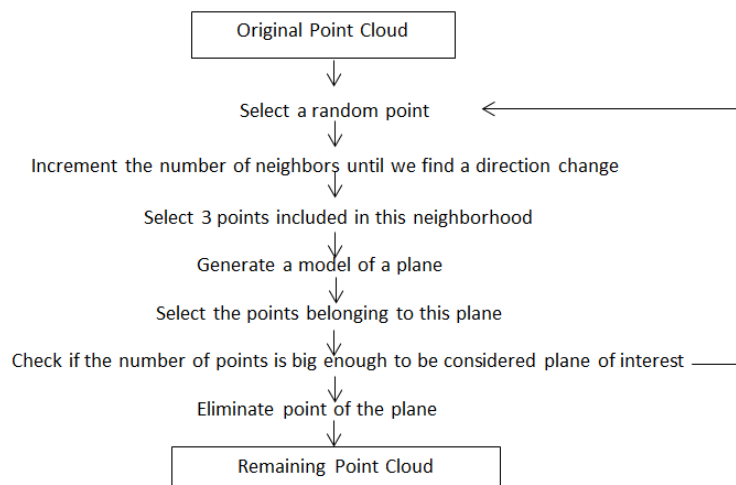 Original Point Cloud
Select a random point
Increment the number of neighbors until we find a direction change
Select 3 points included in this neighborhood
Generate a model of a plane
Select the points belonging to this plane
Check if the number of points is big enough to be considered plane of interest
Eliminate point of the plane
Remaining Point Cloud